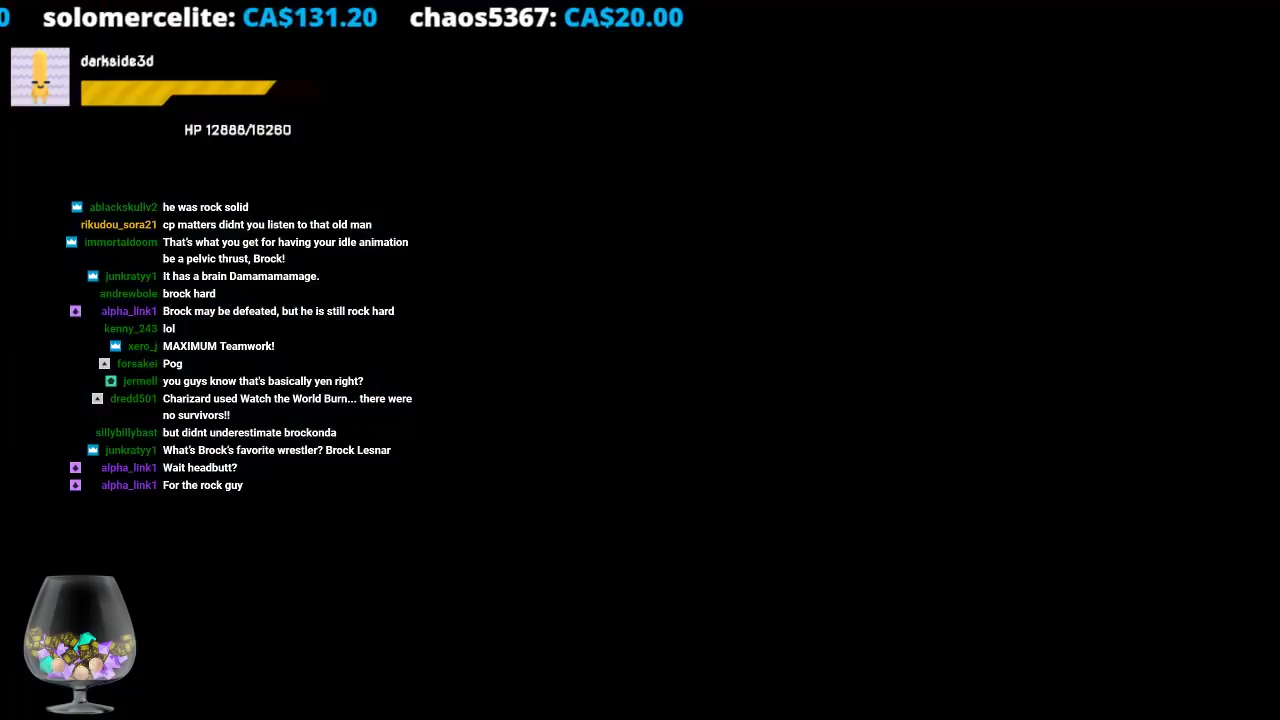 0 solomercelite: CA$131.20 chaos5367: CA$20.00
darkside3d
HP 12888/16260
ablackskullv2 he was rock solid
rikudou_sora21 cp matters didnt you listen to that old man
immortaldoom That's what you get for having your idle animation
be a pelvic thrust, Brock!
junkratyy1 It has a brain Damamamamage.
andrewbole brock hard
alpha_link1 Brock may be defeated, but he is still rock hard
kenny_243 lol
xero_j MAXIMUM Teamwork!
forsakei Pog
jermell you guys know that's basically yen right?
dredd501 Charizard used Watch the World Burn... there were
no survivors!!
sillybillybast but didnt underestimate brockonda
junkratyy1 What's Brock's favorite wrestler? Brock Lesnar
alpha_link1 Wait headbutt?
alpha_link1 For the rock guy